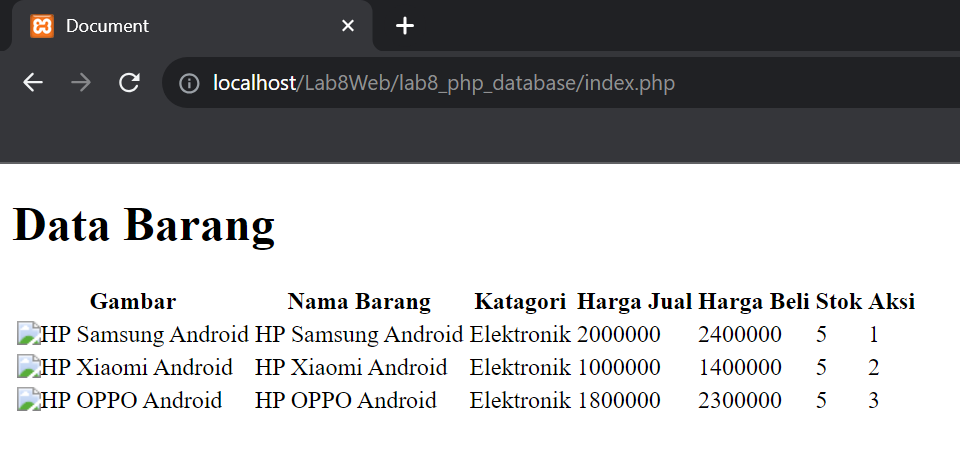 Document
localhost/Lab8Web/lab8_php_database/index.php
Data Barang
Gambar Nama Barang Katagori Harga Jual Harga Beli Stok Aksi
HP Samsung Android HP Samsung Android Elektronik 2000000 2400000 5 1
HP Xiaomi Android HP Xiaomi Android Elektronik 1000000 1400000 5 2
HP OPPO Android HP OPPO Android Elektronik 1800000 2300000 5 3